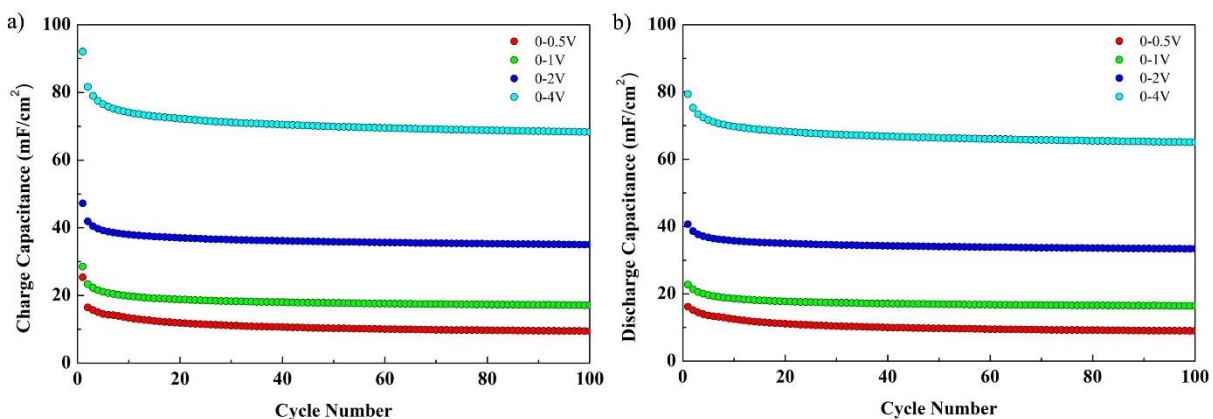 a)
Charge Capacitance (mF/cm²)
100
80
60
40
20
0
0-0.5V
0-1V
0-2V
0-4V
0 20 40 60 80 100
Cycle Number
b)
Discharge Capacitance (mF/cm²)
100
80
60
40
20
0
0-0.5V
0-1V
0-2V
0-4V
0 20 40 60 80 100
Cycle Number